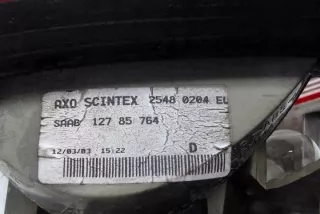 AXO SCINTEX 2548 0204 EL
SAAB 127 85 764
12/03/03 15:22 D